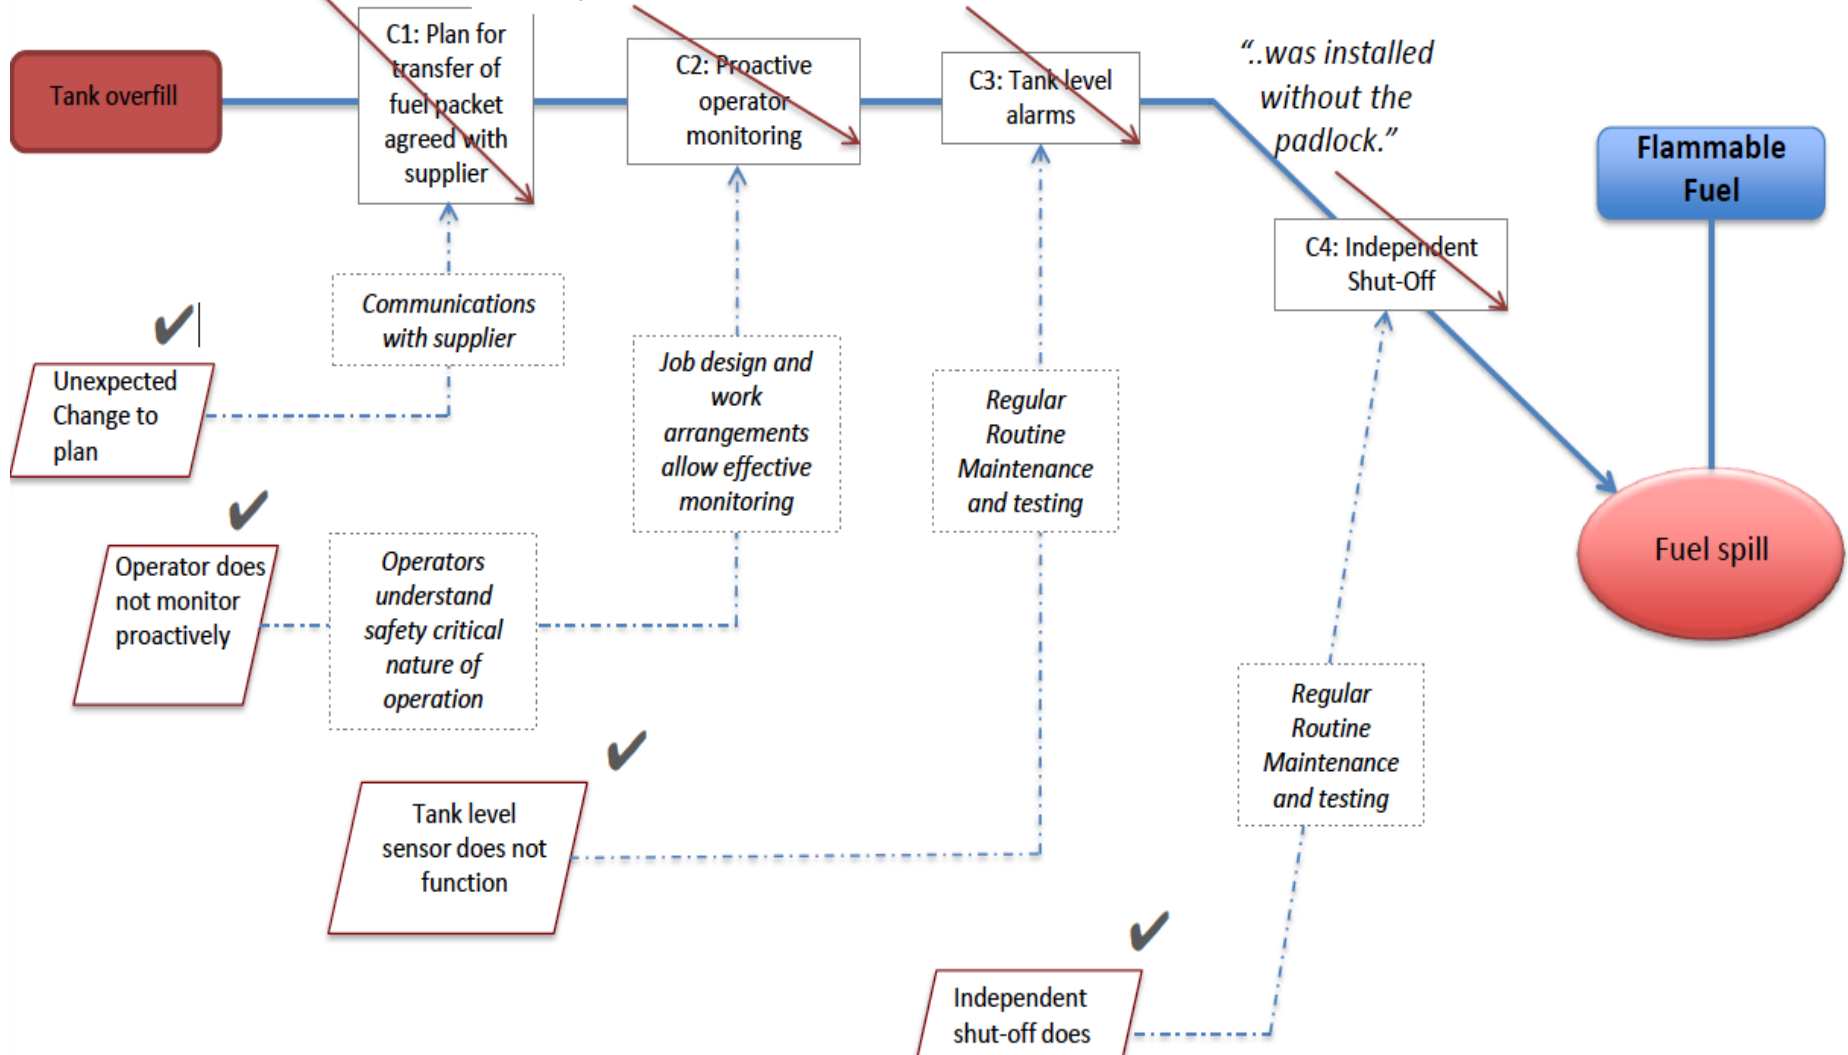 Tank overfill
C1: Plan for
transfer of
fuel packet
agreed with
supplier
C2: Proactive
operator
monitoring
C3: Tank level
alarms
“..was installed
without the
padlock.”
C4: Independent
Shut-Off
Flammable
Fuel
Fuel spill
Communications
with supplier
Unexpected
Change to
plan
Job design and
work
arrangements
allow effective
monitoring
Regular
Routine
Maintenance
and testing
Operator does
not monitor
proactively
Operators
understand
safety critical
nature of
operation
Regular
Routine
Maintenance
and testing
Tank level
sensor does not
function
Independent
shut-off does